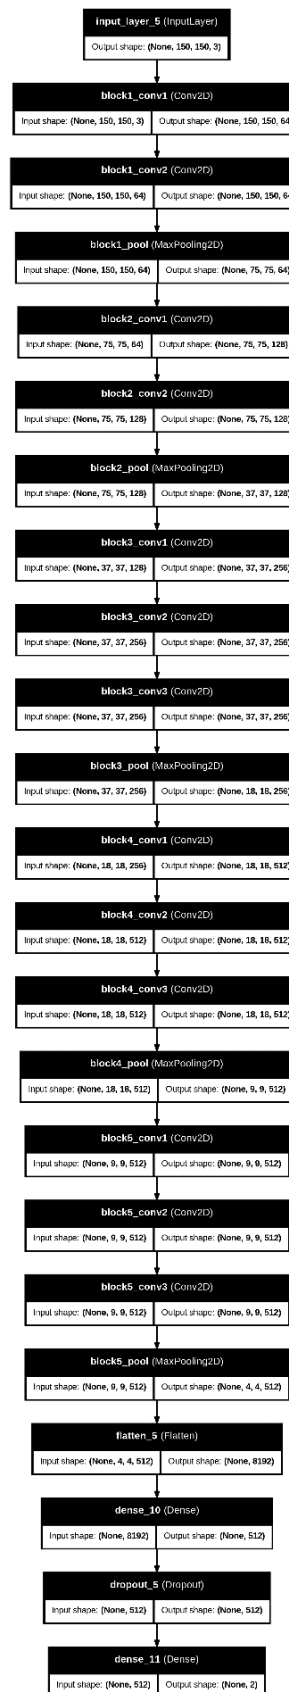 input_layer_5 (InputLayer)
Output shape: (None, 150, 150, 3)
block1_conv1 (Conv2D)
Input shape: (None, 150, 150, 3) Output shape: (None, 150, 150, 64
block1_conv2 (Conv2D)
Input shape: (None, 150, 150, 64) Output shape: (None, 150, 150, 64
block1_pool (MaxPooling2D)
Input shape: (None, 150, 150, 64) Output shape: (None, 75, 75, 64)
block2_conv1 (Conv2D)
Input shape: (None, 75, 75, 64) Output shape: (None, 75, 75, 128)
block2_conv2 (Conv2D)
Input shape: (None, 75, 75, 128) Output shape: (None, 75, 75, 128)
block2_pool (MaxPooling2D)
Input shape: (None, 75, 75, 128) Output shape: (None, 37, 37, 128)
block3_conv1 (Conv2D)
Input shape: (None, 37, 37, 128) Output shape: (None, 37, 37, 256)
block3_conv2 (Conv2D)
Input shape: (None, 37, 37, 256) Output shape: (None, 37, 37, 256)
block3_conv3 (Conv2D)
Input shape: (None, 37, 37, 256) Output shape: (None, 37, 37, 256)
block3_pool (MaxPooling2D)
Input shape: (None, 37, 37, 256) Output shape: (None, 18, 18, 256)
block4_conv1 (Conv2D)
Input shape: (None, 18, 18, 256) Output shape: (None, 18, 18, 512)
block4_conv2 (Conv2D)
Input shape: (None, 18, 18, 512) Output shape: (None, 18, 18, 512)
block4_conv3 (Conv2D)
Input shape: (None, 18, 18, 512) Output shape: (None, 18, 18, 512)
block4_pool (MaxPooling2D)
Input shape: (None, 18, 18, 512) Output shape: (None, 9, 9, 512)
block5_conv1 (Conv2D)
Input shape: (None, 9, 9, 512) Output shape: (None, 9, 9, 512)
block5_conv2 (Conv2D)
Input shape: (None, 9, 9, 512) Output shape: (None, 9, 9, 512)
block5_conv3 (Conv2D)
Input shape: (None, 9, 9, 512) Output shape: (None, 9, 9, 512)
block5_pool (MaxPooling2D)
Input shape: (None, 9, 9, 512) Output shape: (None, 4, 4, 512)
flatten_5 (Flatten)
Input shape: (None, 4, 4, 512) Output shape: (None, 8192)
dense_10 (Dense)
Input shape: (None, 8192) Output shape: (None, 512)
dropout_5 (Dropout)
Input shape: (None, 512) Output shape: (None, 512)
dense_11 (Dense)
Input shape: (None, 512) Output shape: (None, 2)